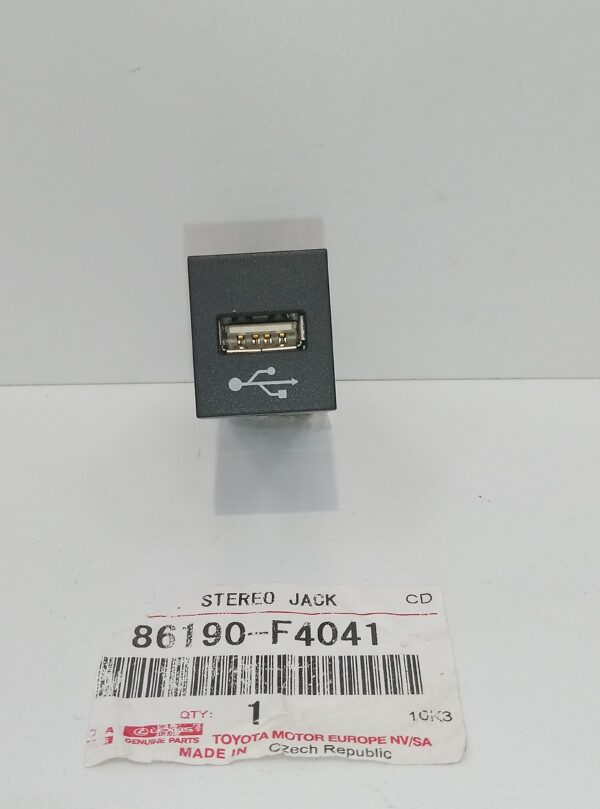 STEREO JACK CD
86190-F4041
QTY: 1 10K3
LEXUS
GENUINE PARTS TOYOTA MOTOR EUROPE NV/SA
MADE IN Czech Republic